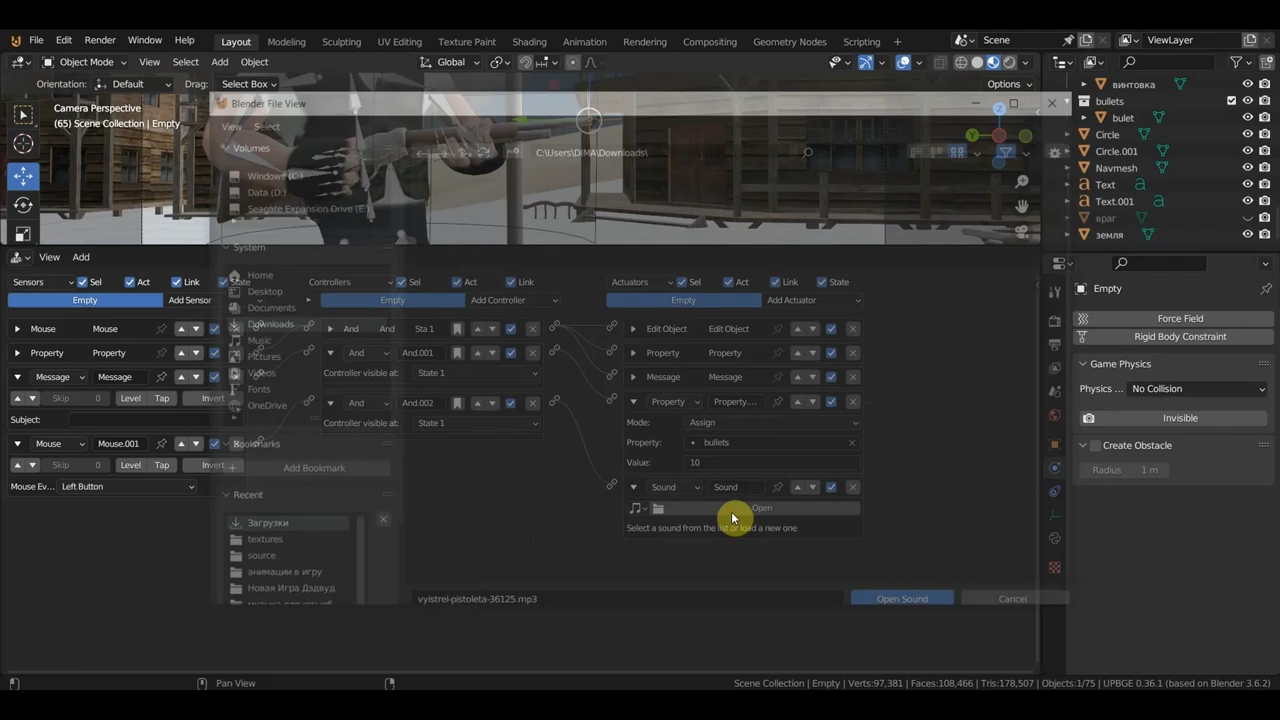 File Edit Render Window Help Layout Modeling Sculpting UV Editing Texture Paint Shading Animation Rendering Compositing Geometry Nodes Scripting + Scene ViewLayer
Object Mode View Select Add Object Global
Orientation: Default Drag: Select Box Options
Camera Perspective
(65) Scene Collection | Empty
Blender File View
View Select
Volumes
C:\Users\DIMA\Downloads\
Windows (C:)
Data (D:)
Seagate Expansion Drive (E:)
System
Home
Desktop
Documents
Downloads
Music
Pictures
Videos
Fonts
OneDrive
Bookmarks
Add Bookmark
Recent
Загрузки
textures
source
анимации в игру
Новая Игра Дэдвуд
vyistrel-pistoleta-36125.mp3
Open Sound Cancel
View Add
Sensors Sel Act Link State
Empty Add Sensor
Mouse Mouse
Property Property
Message Message
Skip 0 Level Tap Invert
Subject:
Mouse Mouse.001
Skip 0 Level Tap Invert
Mouse Ev... Left Button
Controllers Sel Act Link
Empty Add Controller
And And Sta 1
And And.001
Controller visible at: State 1
And And.002
Controller visible at: State 1
Actuators Sel Act Link State
Empty Add Actuator
Edit Object Edit Object
Property Property
Message Message
Property Property....
Mode: Assign
Property: bullets
Value: 10
Sound Sound
Open
Select a sound from the list or load a new one
винтовка
bullets
bulet
Circle
Circle.001
Navmesh
Text
Text.001
враг
земля
Empty
Force Field
Rigid Body Constraint
Game Physics
Physics ... No Collision
Invisible
Create Obstacle
Radius 1 m
Pan View
Scene Collection | Empty | Verts:97,381 | Faces:108,466 | Tris:178,507 | Objects:1/75 | UPBGE 0.36.1 (based on Blender 3.6.2)